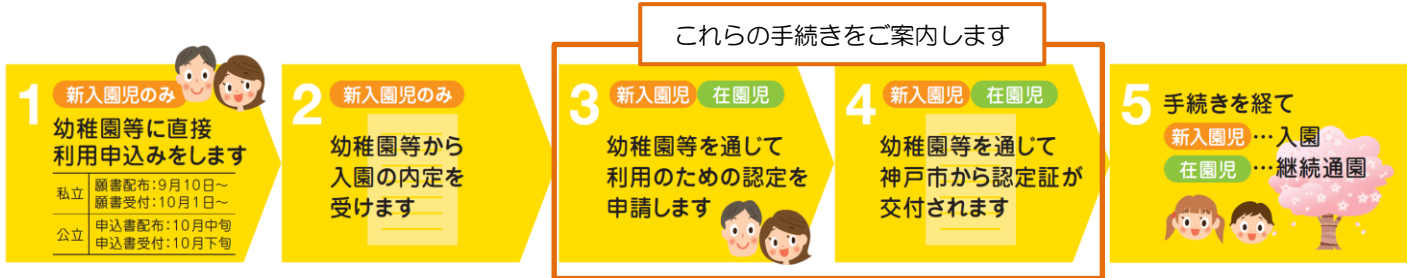 これらの手続きをご案内します
1
新入園児のみ
幼稚園等に直接
利用申込みをします
私立
願書配布:9月10日~
願書受付:10月1日~
公立
申込書配布:10月中旬
申込書受付:10月下旬
2
新入園児のみ
幼稚園等から
入園の内定を
受けます
3
新入園児 在園児
幼稚園等を通じて
利用のための認定を
申請します
4
新入園児 在園児
幼稚園等を通じて
神戸市から認定証が
交付されます
5
手続きを経て
新入園児…入園
在園児…継続通園